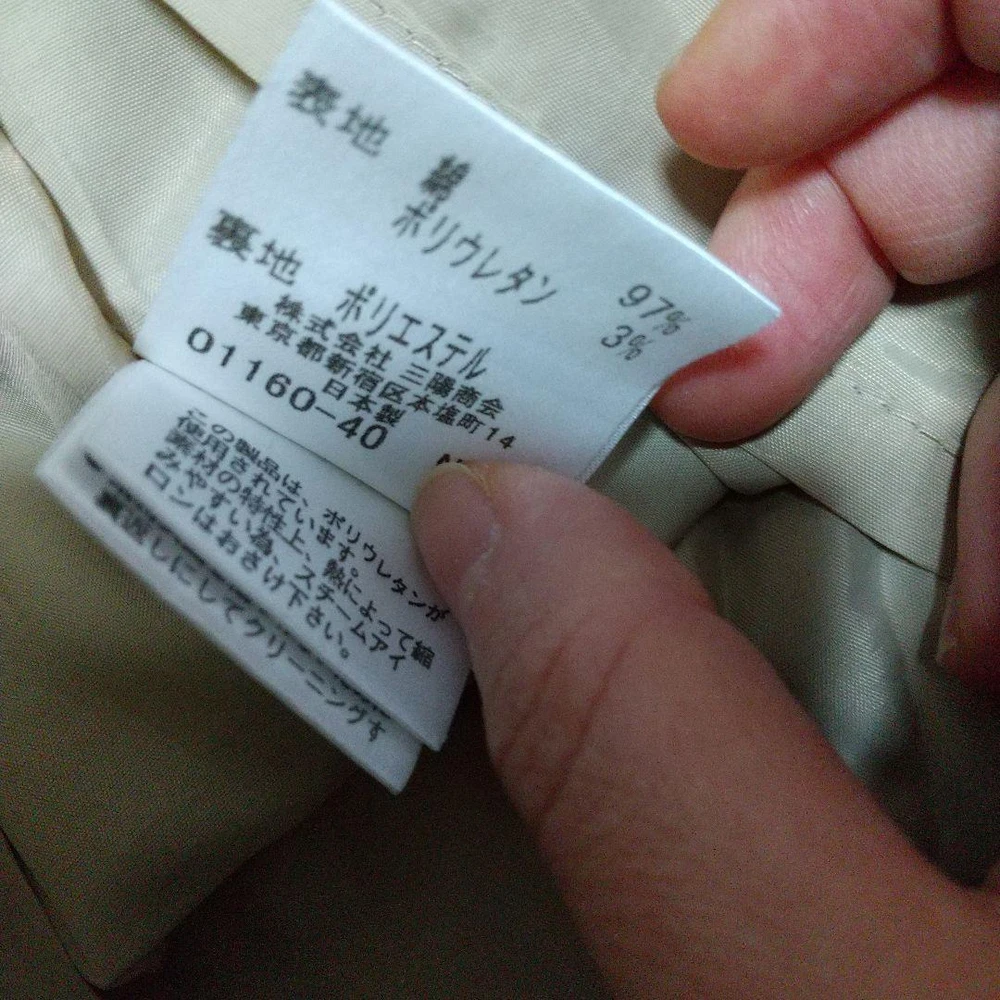 表地
綿 97%
ポリウレタン 3%
裏地
ポリエステル
株式会社 三陽商会
東京都新宿区本塩町14
日本製
01160-40
この製品は、ポリウレタンが
使用されています。
素材の特性上、熱によって縮
みやすい為、スチームアイ
ロンはおさけ下さい。
裏返しにしてクリーニングす